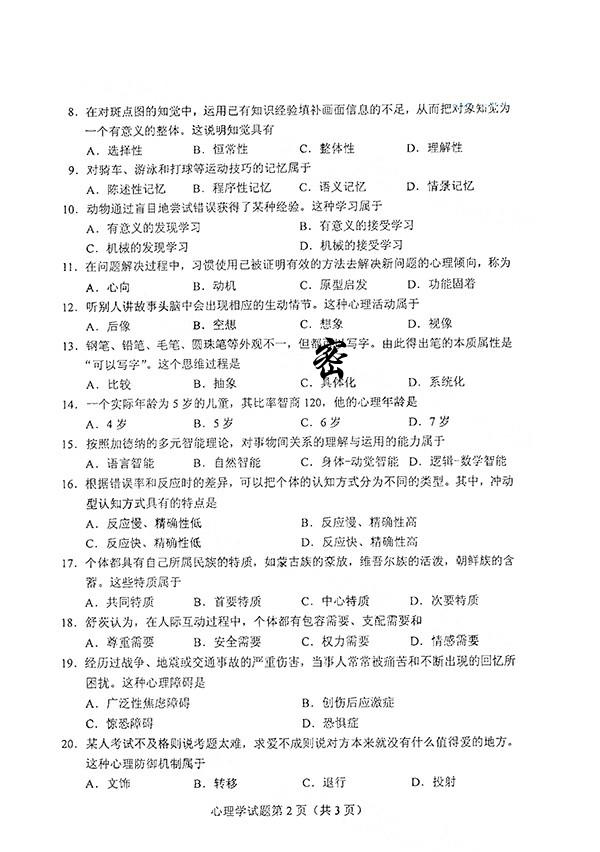 8．在对斑点图的知觉中，运用已有知识经验填补画面信息的不足，从而把对象知觉为
一个有意义的整体。这说明知觉具有
A．选择性 B．恒常性 C．整体性 D．理解性
9．对骑车、游泳和打球等运动技巧的记忆属于
A．陈述性记忆 B．程序性记忆 C．语义记忆 D．情景记忆
10．动物通过盲目地尝试错误获得了某种经验。这种学习属于
A．有意义的发现学习 B．有意义的接受学习
C．机械的发现学习 D．机械的接受学习
11．在问题解决过程中，习惯使用已被证明有效的方法去解决新问题的心理倾向，称为
A．心向 B．动机 C．原型启发 D．功能固着
12．听别人讲故事头脑中会出现相应的生动情节。这种心理活动属于
A．后像 B．空想 C．想象 D．视像
13．钢笔、铅笔、毛笔、圆珠笔等外观不一，但都 写字。由此得出笔的本质属性是
密
“可以写字”。这个思维过程是
A．比较 B．抽象 C．具体化 D．系统化
14．一个实际年龄为 5 岁的儿童，其比率智商 120，他的心理年龄是
A．4 岁 B．5 岁 C．6 岁 D．7 岁
15．按照加德纳的多元智能理论，对事物间关系的理解与运用的能力属于
A．语言智能 B．自然智能 C．身体-动觉智能 D．逻辑-数学智能
16．根据错误率和反应时的差异，可以把个体的认知方式分为不同的类型。其中，冲动
型认知方式具有的特点是
A．反应慢、精确性低 B．反应慢、精确性高
C．反应快、精确性低 D．反应快、精确性高
17．个体都具有自己所属民族的特质，如蒙古族的豪放，维吾尔族的活泼，朝鲜族的含
蓄。这些特质属于
A．共同特质 B．首要特质 C．中心特质 D．次要特质
18．舒茨认为，在人际互动过程中，个体都有包容需要、支配需要和
A．尊重需要 B．安全需要 C．权力需要 D．情感需要
19．经历过战争、地震或交通事故的严重伤害，当事人常常被痛苦和不断出现的回忆所
困扰。这种心理障碍是
A．广泛性焦虑障碍 B．创伤后应激症
C．惊恐障碍 D．恐惧症
20．某人考试不及格则说考题太难，求爱不成则说对方本来就没有什么值得爱的地方。
这种心理防御机制属于
A．文饰 B．转移 C．退行 D．投射
心理学试题第 2 页（共 3 页）